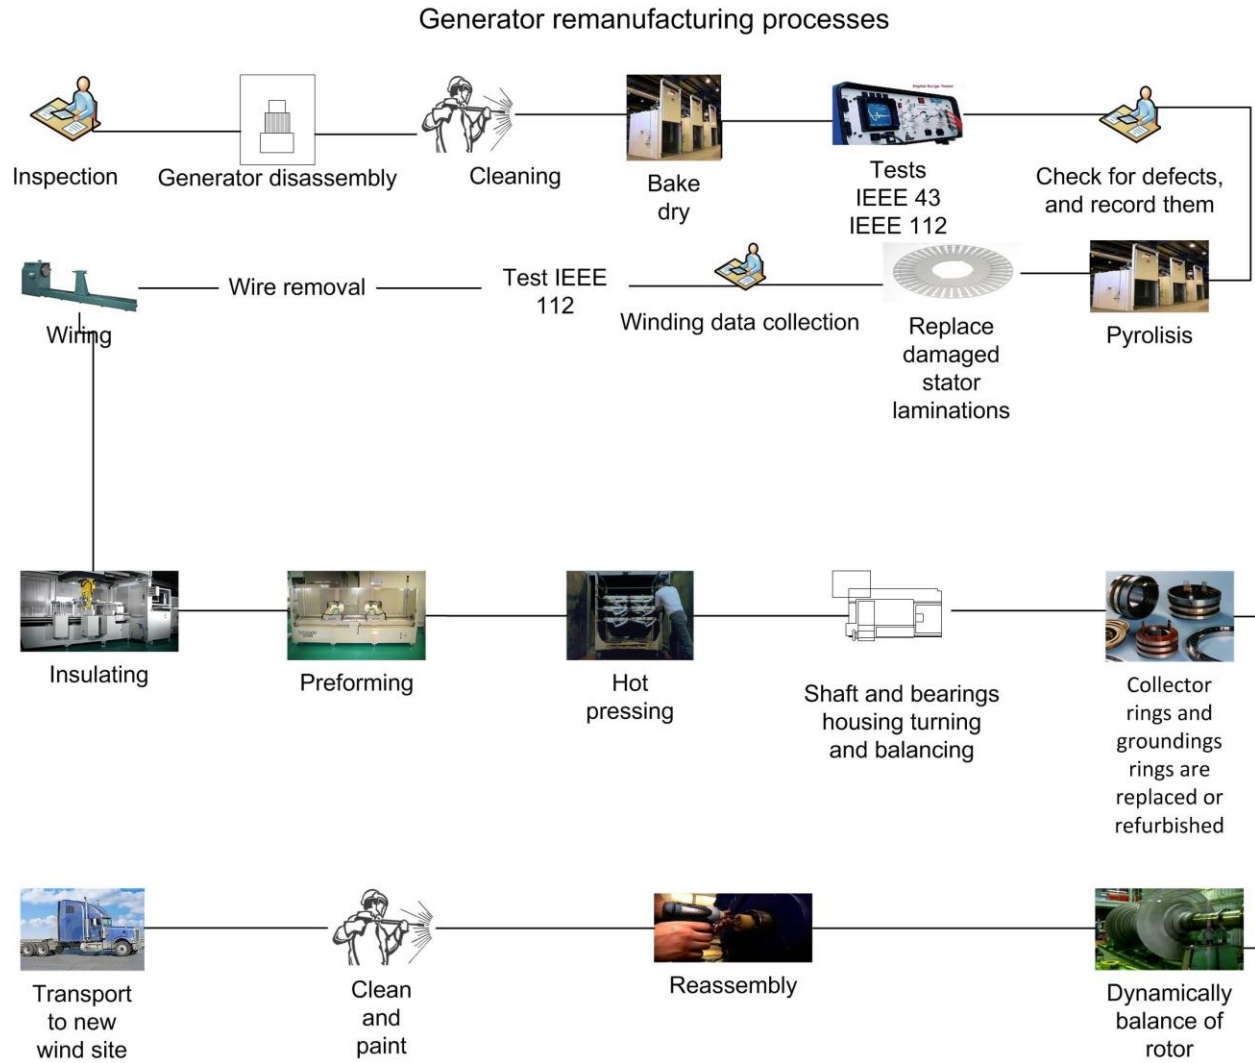 Generator remanufacturing processes
Digital Surge Tester
Inspection
Generator disassembly
Cleaning
Bake
dry
Tests
IEEE 43
IEEE 112
Check for defects,
and record them
Wiring
Wire removal
Test IEEE
112
Winding data collection
Replace
damaged
stator
laminations
Pyrolisis
Insulating
Preforming
Hot
pressing
Shaft and bearings
housing turning
and balancing
Collector
rings and
groundings
rings are
replaced or
refurbished
Transport
to new
wind site
Clean
and
paint
Reassembly
Dynamically
balance of
rotor